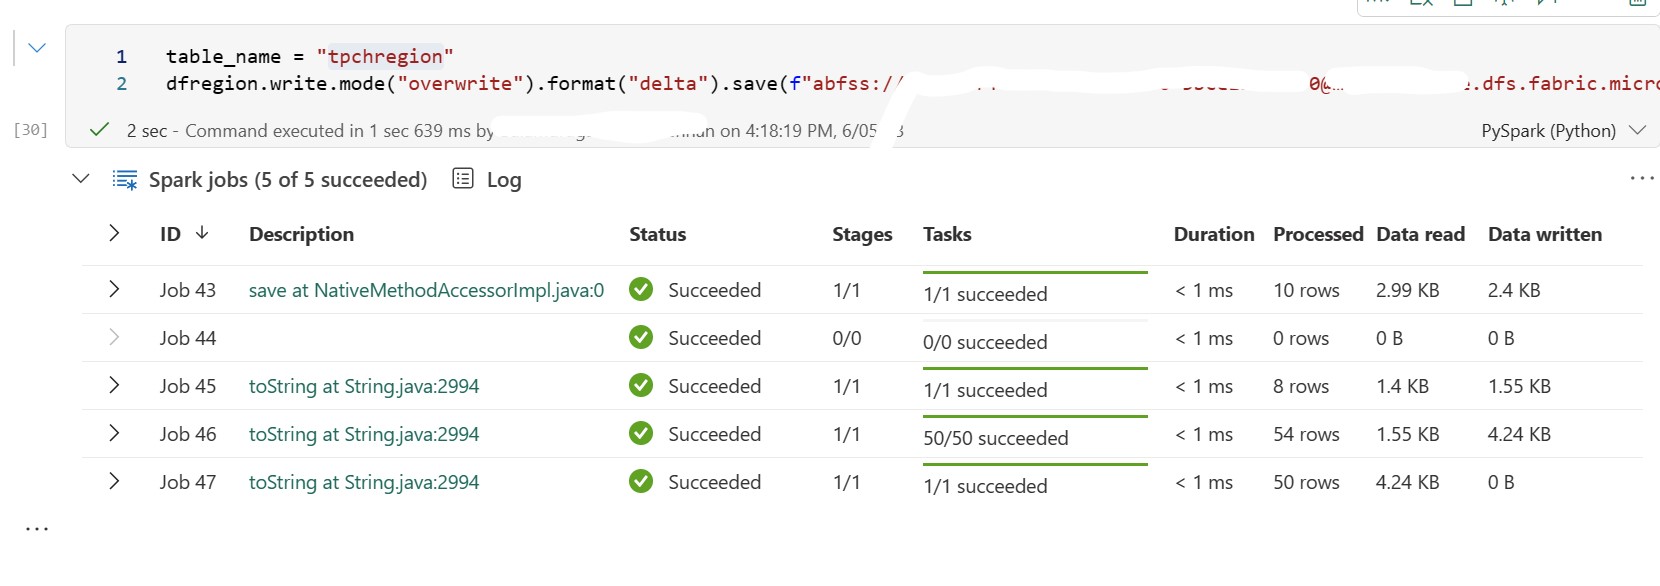 1 table_name = "tpchregion"
2 dfregion.write.mode("overwrite").format("delta").save(f"abfss:// 0@ .dfs.fabric.micro
[30] 2 sec - Command executed in 1 sec 639 ms by on 4:18:19 PM, 6/05 3 PySpark (Python)
Spark jobs (5 of 5 succeeded) Log
ID Description Status Stages Tasks Duration Processed Data read Data written
Job 43 save at NativeMethodAccessorImpl.java:0 Succeeded 1/1 1/1 succeeded < 1 ms 10 rows 2.99 KB 2.4 KB
Job 44 Succeeded 0/0 0/0 succeeded < 1 ms 0 rows 0 B 0 B
Job 45 toString at String.java:2994 Succeeded 1/1 1/1 succeeded < 1 ms 8 rows 1.4 KB 1.55 KB
Job 46 toString at String.java:2994 Succeeded 1/1 50/50 succeeded < 1 ms 54 rows 1.55 KB 4.24 KB
Job 47 toString at String.java:2994 Succeeded 1/1 1/1 succeeded < 1 ms 50 rows 4.24 KB 0 B